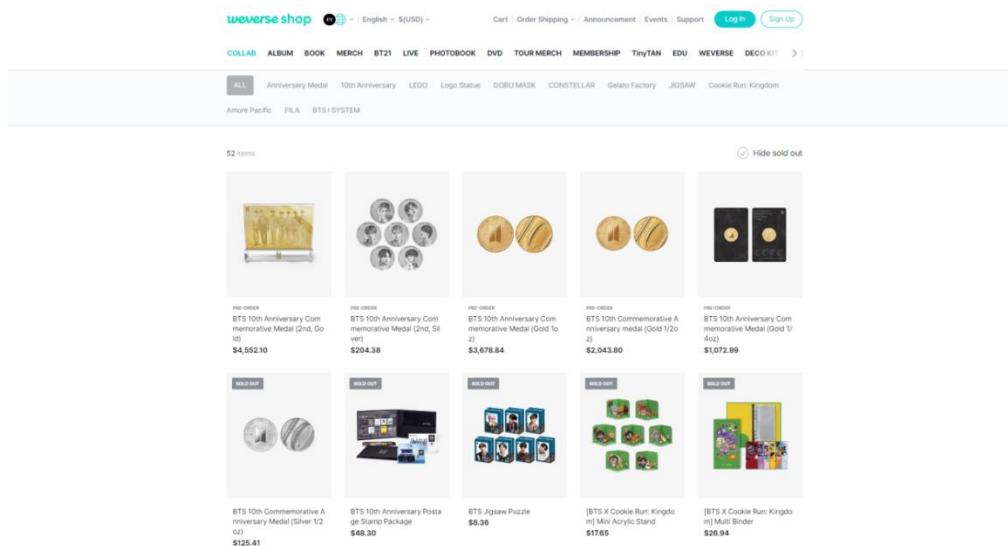 weverse shop
English $(USD)
Cart Order Shipping Announcement Events Support Log In Sign Up
COLLAB ALBUM BOOK MERCH BT21 LIVE PHOTOBOOK DVD TOUR MERCH MEMBERSHIP TinyTAN EDU WEVERSE DECO KIT
ALL Anniversary Medal 10th Anniversary LEGO Logo Statue DOBU MASK CONSTELLAR Gelato Factory JIGSAW Cookie Run: Kingdom
Amore Pacific FILA BTS I SYSTEM
52 items
Hide sold out
PRE-ORDER
BTS 10th Anniversary Com
memorative Medal (2nd, Go
ld)
$4,552.10
PRE-ORDER
BTS 10th Anniversary Com
memorative Medal (2nd, Sil
ver)
$204.38
PRE-ORDER
BTS 10th Anniversary Com
memorative Medal (Gold 1o
z)
$3,678.84
PRE-ORDER
BTS 10th Commemorative A
nniversary medal (Gold 1/2o
z)
$2,043.80
PRE-ORDER
BTS 10th Anniversary Com
memorative Medal (Gold 1/
4oz)
$1,072.99
SOLD OUT
BTS 10th Commemorative A
nniversary Medal (Silver 1/2
oz)
$125.41
SOLD OUT
BTS 10th Anniversary Posta
ge Stamp Package
$48.30
SOLD OUT
BTS Jigsaw Puzzle
$8.36
SOLD OUT
[BTS X Cookie Run: Kingdo
m] Mini Acrylic Stand
$17.65
SOLD OUT
[BTS X Cookie Run: Kingdo
m] Multi Binder
$26.94